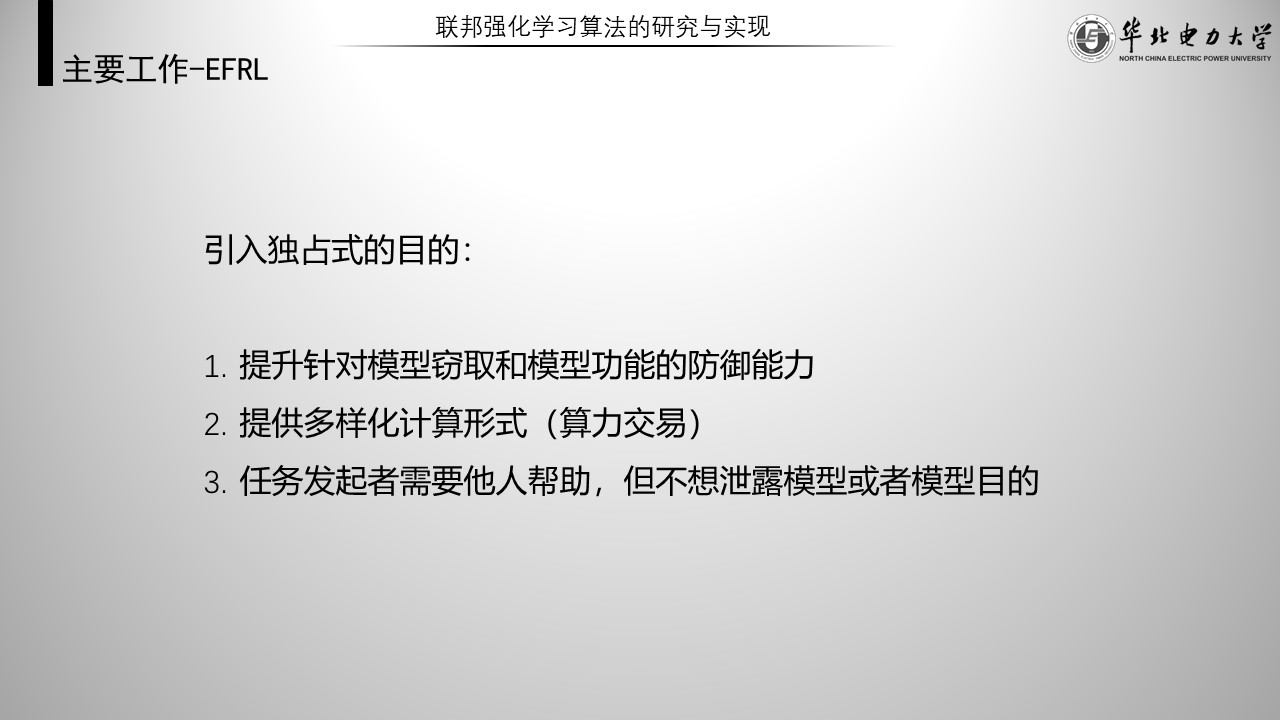 联邦强化学习算法的研究与实现
华北电力大学
NORTH CHINA ELECTRIC POWER UNIVERSITY
主要工作-EFRL
引入独占式的目的：
1. 提升针对模型窃取和模型功能的防御能力
2. 提供多样化计算形式（算力交易）
3. 任务发起者需要他人帮助，但不想泄露模型或者模型目的